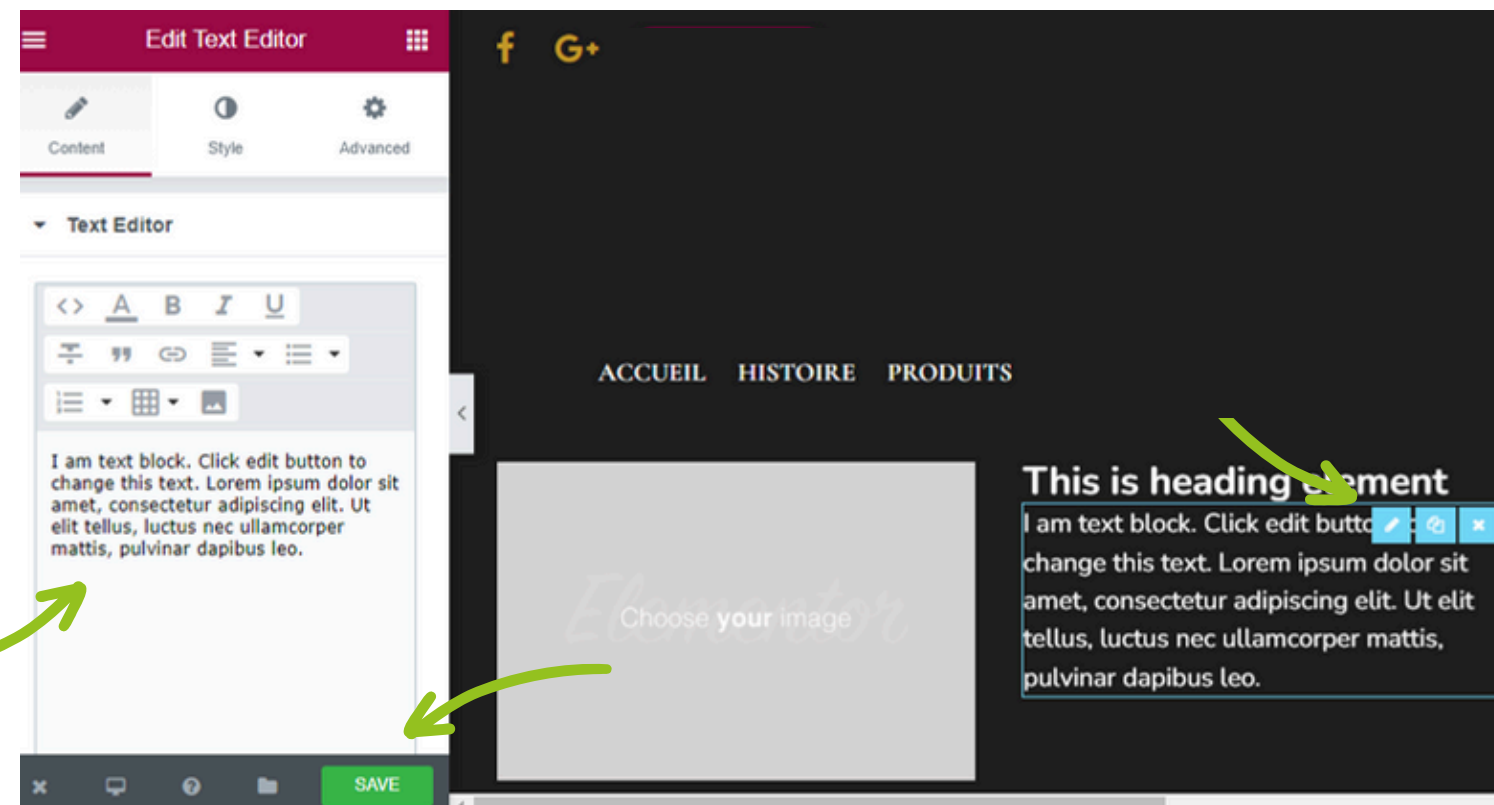 Edit Text Editor
Content
Style
Advanced
Text Editor
<> A B I U
I am text block. Click edit button to
change this text. Lorem ipsum dolor sit
amet, consectetur adipiscing elit. Ut
elit tellus, luctus nec ullamcorper
mattis, pulvinar dapibus leo.
SAVE
f G+
ACCUEIL HISTOIRE PRODUITS
Elementor
Choose your image
This is heading element
I am text block. Click edit
change this text. Lorem ipsum dolor sit
amet, consectetur adipiscing elit. Ut elit
tellus, luctus nec ullamcorper mattis,
pulvinar dapibus leo.